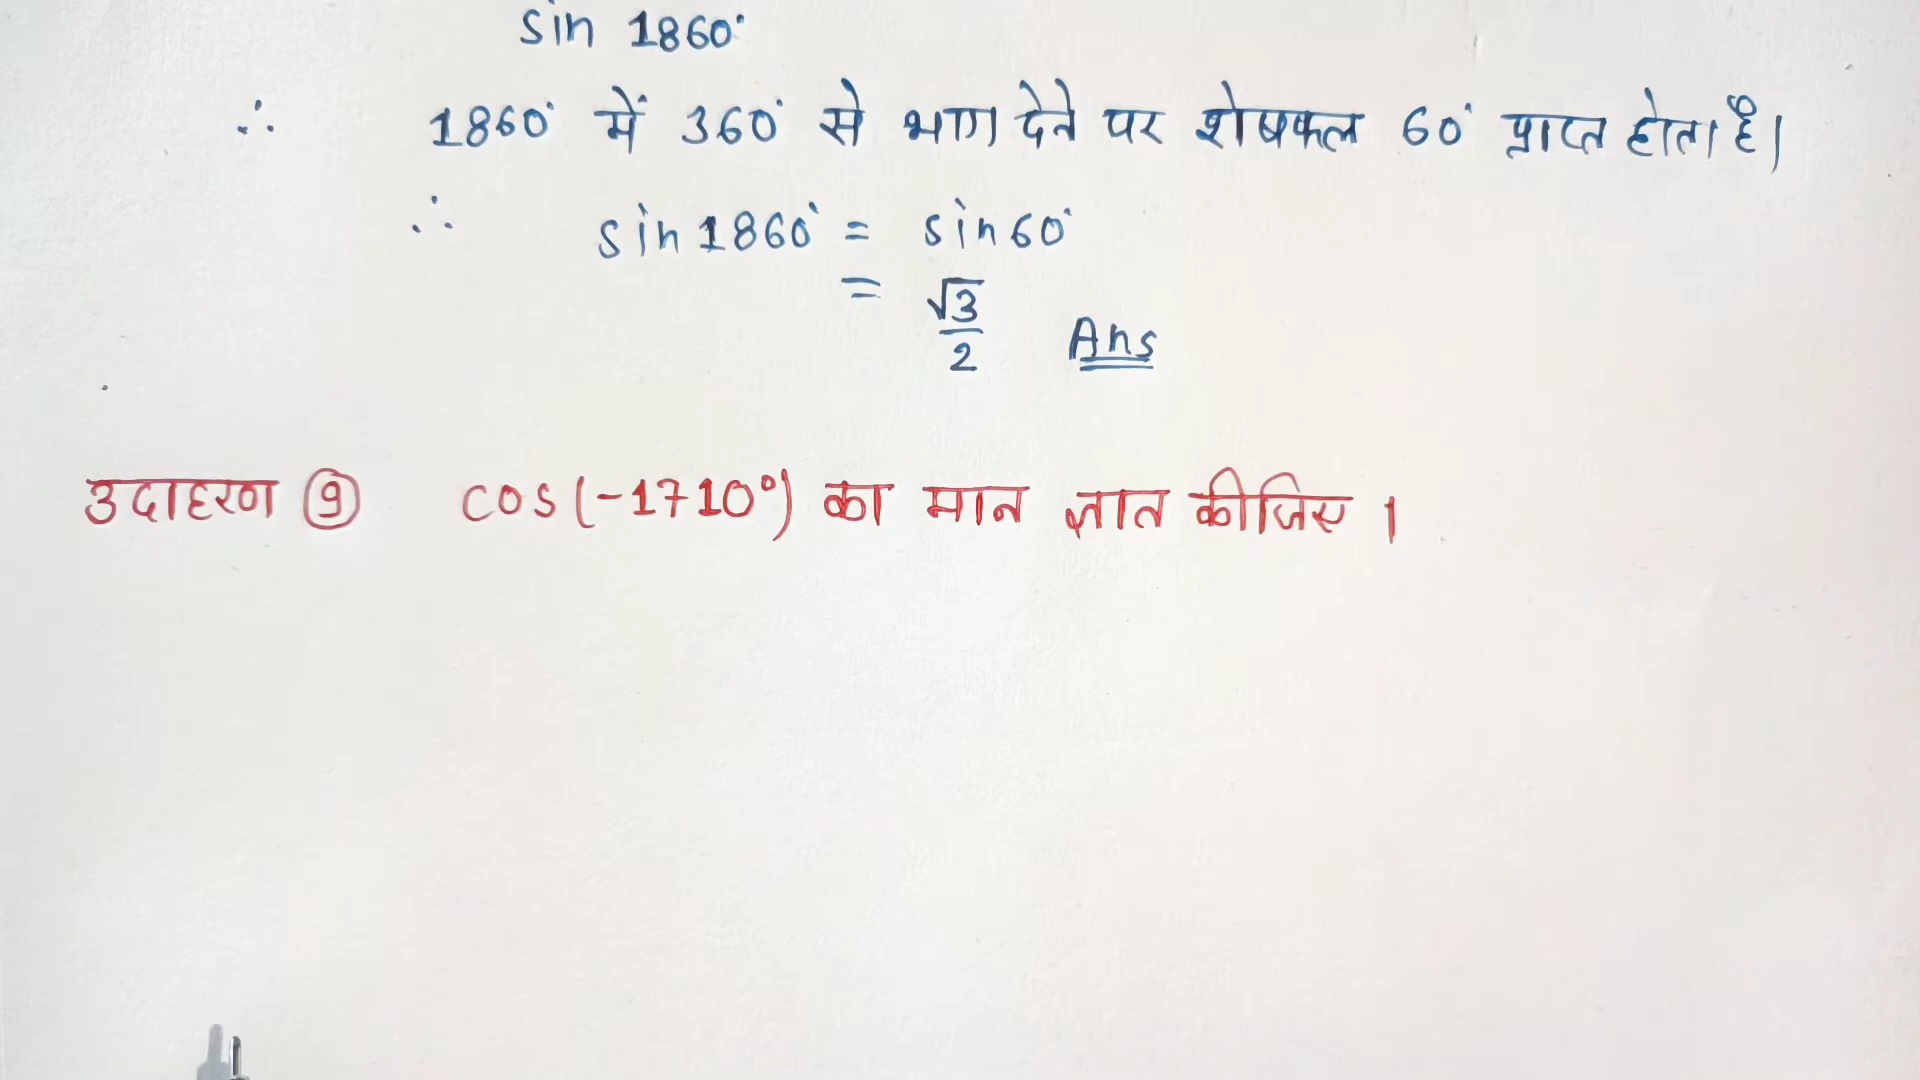 sin 1860°
∴ 1860° में 360° से भाग देने पर शेषफल 60° प्राप्त होता है।
∴ sin 1860° = sin 60°
= √3/2 Ans
उदाहरण ⑨ cos(-1710°) का मान ज्ञात कीजिए।